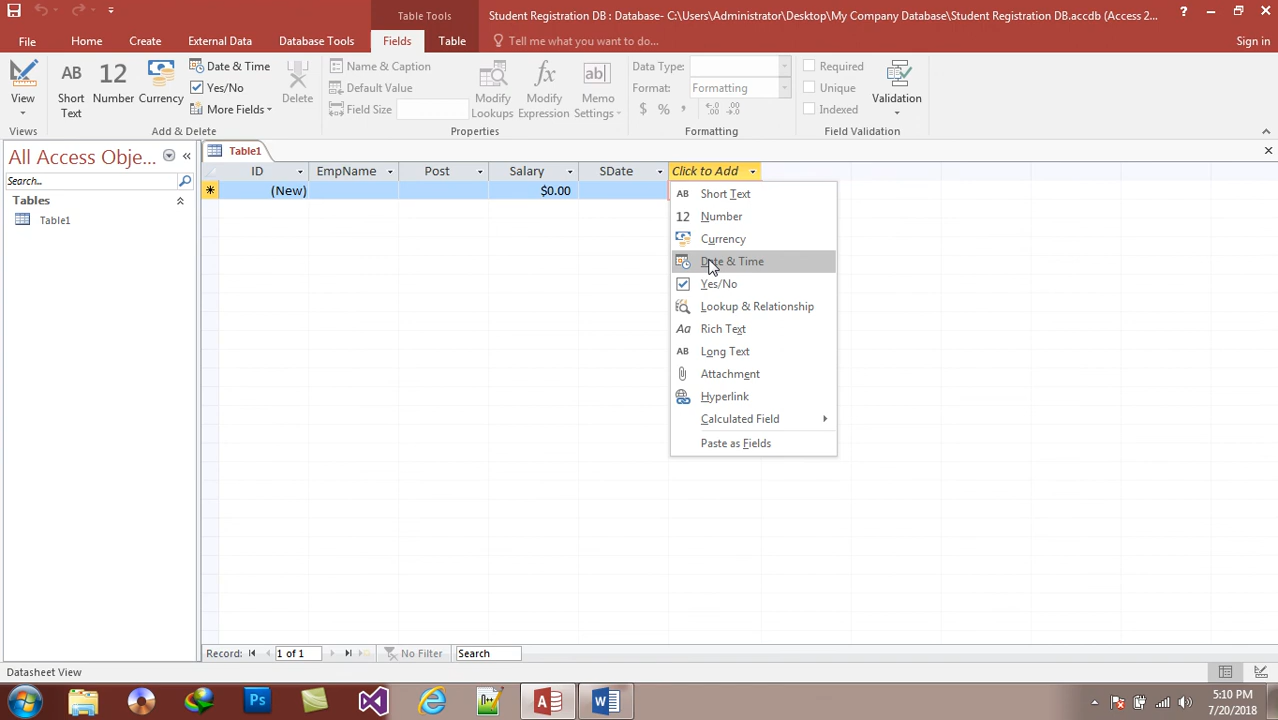 Table Tools
Student Registration DB : Database- C:\Users\Administrator\Desktop\My Company Database\Student Registration DB.accdb (Access 2...
?
File
Home
Create
External Data
Database Tools
Fields
Table
Tell me what you want to do...
Sign in
View
AB
Short Text
12
Number
Currency
Date & Time
Yes/No
More Fields
Delete
Name & Caption
Default Value
Field Size
Modify Lookups
fx
Modify Expression
ab
Memo Settings
Data Type:
Format:
Formatting
$ % ,
Required
Unique
Indexed
Validation
Views
Add & Delete
Properties
Formatting
Field Validation
All Access Obje...
Search...
Tables
Table1
Table1
ID
EmpName
Post
Salary
SDate
Click to Add
(New)
$0.00
AB Short Text
12 Number
Currency
Date & Time
Yes/No
Lookup & Relationship
Aa Rich Text
AB Long Text
Attachment
Hyperlink
Calculated Field
Paste as Fields
Record:
1 of 1
No Filter
Search
Datasheet View
Ps
5:10 PM
7/20/2018